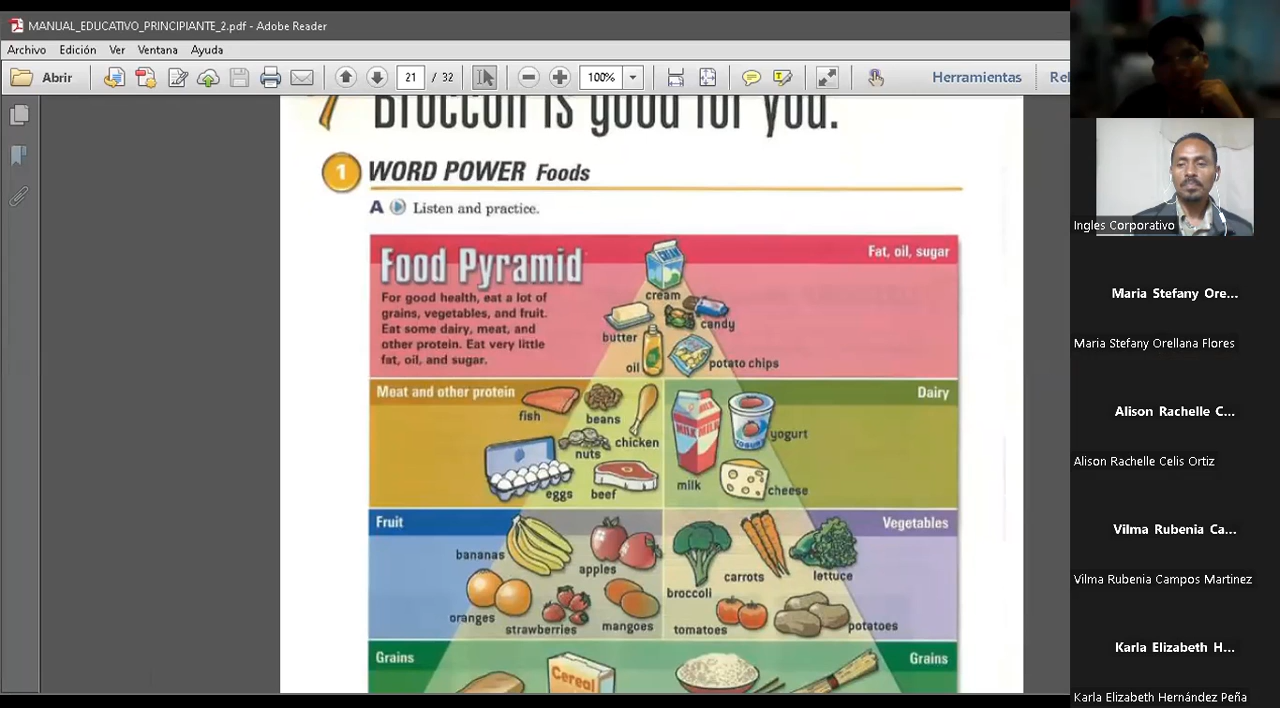 MANUAL_EDUCATIVO_PRINCIPIANTE_2.pdf - Adobe Reader
Archivo Edición Ver Ventana Ayuda
Abrir 21 / 32 100% Herramientas Rel
7 Broccoli is good for you.
1 WORD POWER Foods
A Listen and practice.
Food Pyramid
Fat, oil, sugar
For good health, eat a lot of
grains, vegetables, and fruit.
Eat some dairy, meat, and
other protein. Eat very little
fat, oil, and sugar.
CREAM
cream
butter
candy
oil
potato chips
Meat and other protein
Dairy
fish
beans
chicken
nuts
eggs
beef
MILK
milk
yogurt
cheese
Fruit
Vegetables
bananas
apples
oranges
strawberries
mangoes
broccoli
carrots
lettuce
tomatoes
potatoes
Grains
Grains
Cereal
Ingles Corporativo
Maria Stefany Ore...
Maria Stefany Orellana Flores
Alison Rachelle C...
Alison Rachelle Celis Ortiz
Vilma Rubenia Ca...
Vilma Rubenia Campos Martinez
Karla Elizabeth H...
Karla Elizabeth Hernández Peña